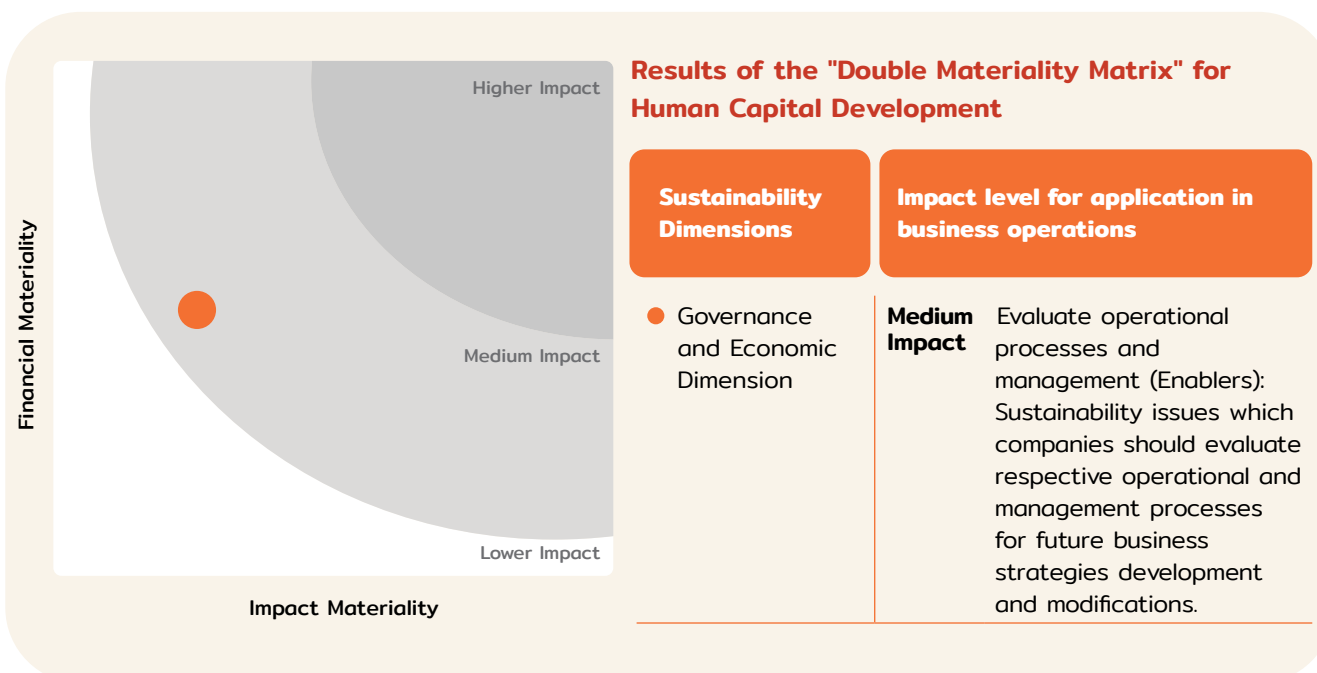 Results of the "Double Materiality Matrix" for
Human Capital Development
Financial Materiality
Higher Impact
Medium Impact
Lower Impact
Impact Materiality
Sustainability
Dimensions
Impact level for application in
business operations
Governance
and Economic
Dimension
Medium
Impact
Evaluate operational
processes and
management (Enablers):
Sustainability issues which
companies should evaluate
respective operational and
management processes
for future business
strategies development
and modifications.